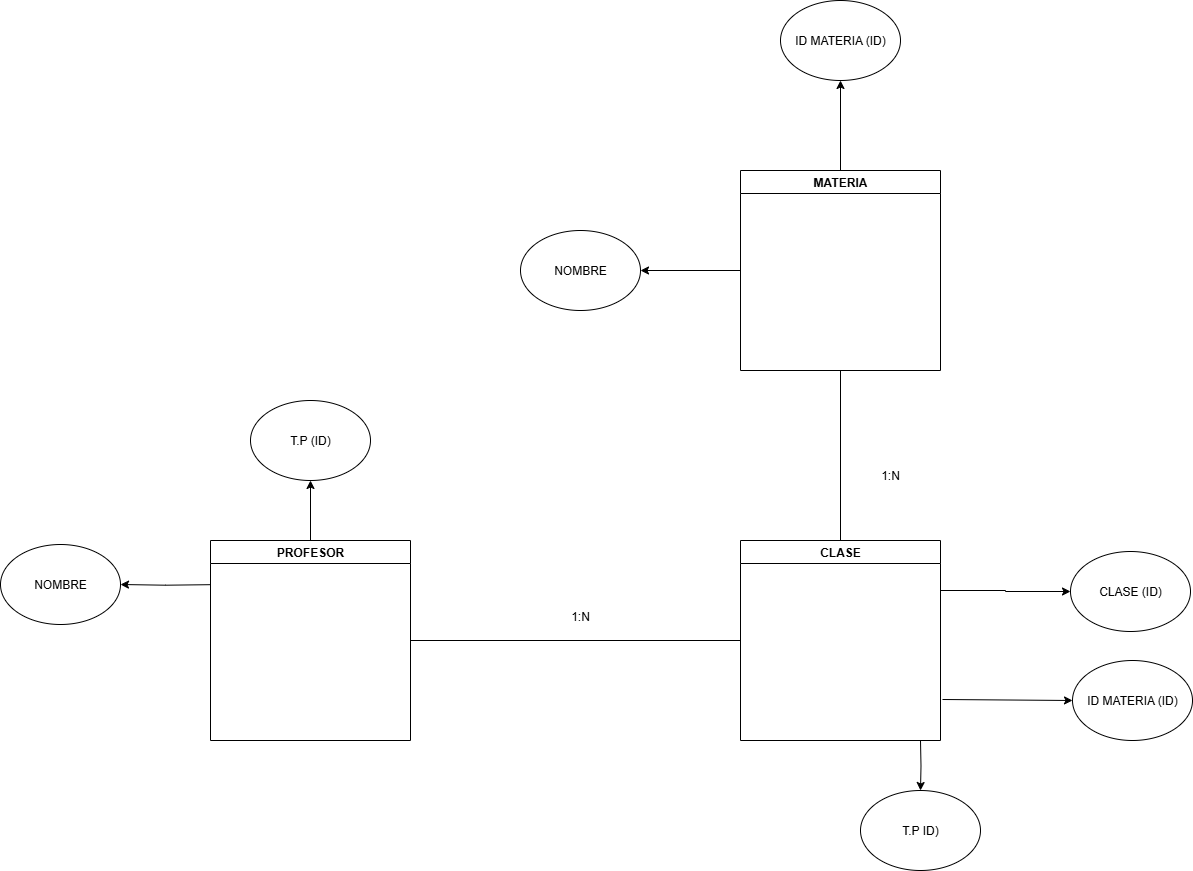 ID MATERIA (ID)
MATERIA
NOMBRE
T.P (ID)
1:N
PROFESOR
CLASE
NOMBRE
CLASE (ID)
1:N
ID MATERIA (ID)
T.P ID)